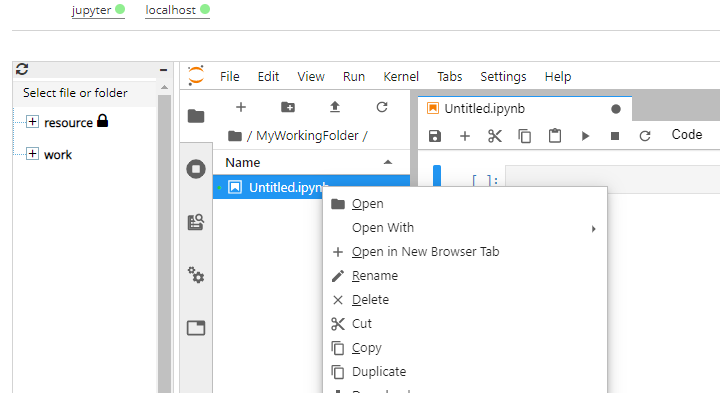 jupyter localhost
File Edit View Run Kernel Tabs Settings Help
Select file or folder
resource
work
/ MyWorkingFolder /
Name
Untitled.ipynb
Untitled.ipynb
Code
[ ]:
Open
Open With
Open in New Browser Tab
Rename
Delete
Cut
Copy
Duplicate